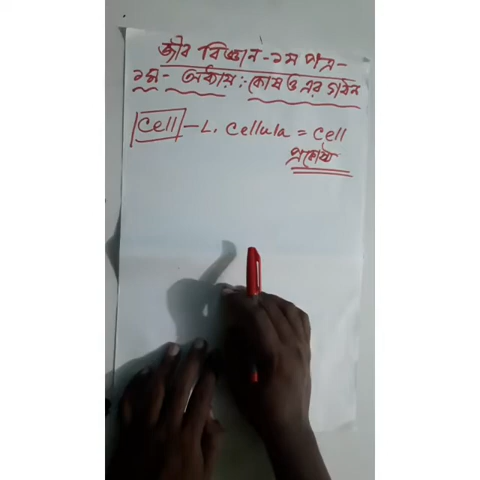 জীব বিজ্ঞান-১ম পত্র-
১ম- অধ্যায়: কোষ ও এর গঠন
Cell - L. Cellula = Cell
প্রকোষ্ঠ